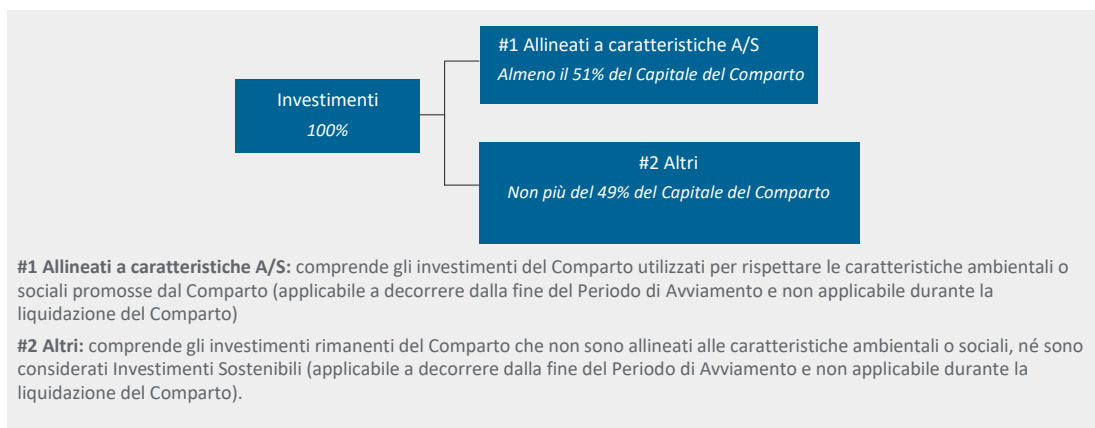 #1 Allineati a caratteristiche A/S
Almeno il 51% del Capitale del Comparto
Investimenti
100%
#2 Altri
Non più del 49% del Capitale del Comparto
#1 Allineati a caratteristiche A/S: comprende gli investimenti del Comparto utilizzati per rispettare le caratteristiche ambientali o
sociali promosse dal Comparto (applicabile a decorrere dalla fine del Periodo di Avviamento e non applicabile durante la
liquidazione del Comparto)
#2 Altri: comprende gli investimenti rimanenti del Comparto che non sono allineati alle caratteristiche ambientali o sociali, né sono
considerati Investimenti Sostenibili (applicabile a decorrere dalla fine del Periodo di Avviamento e non applicabile durante la
liquidazione del Comparto).